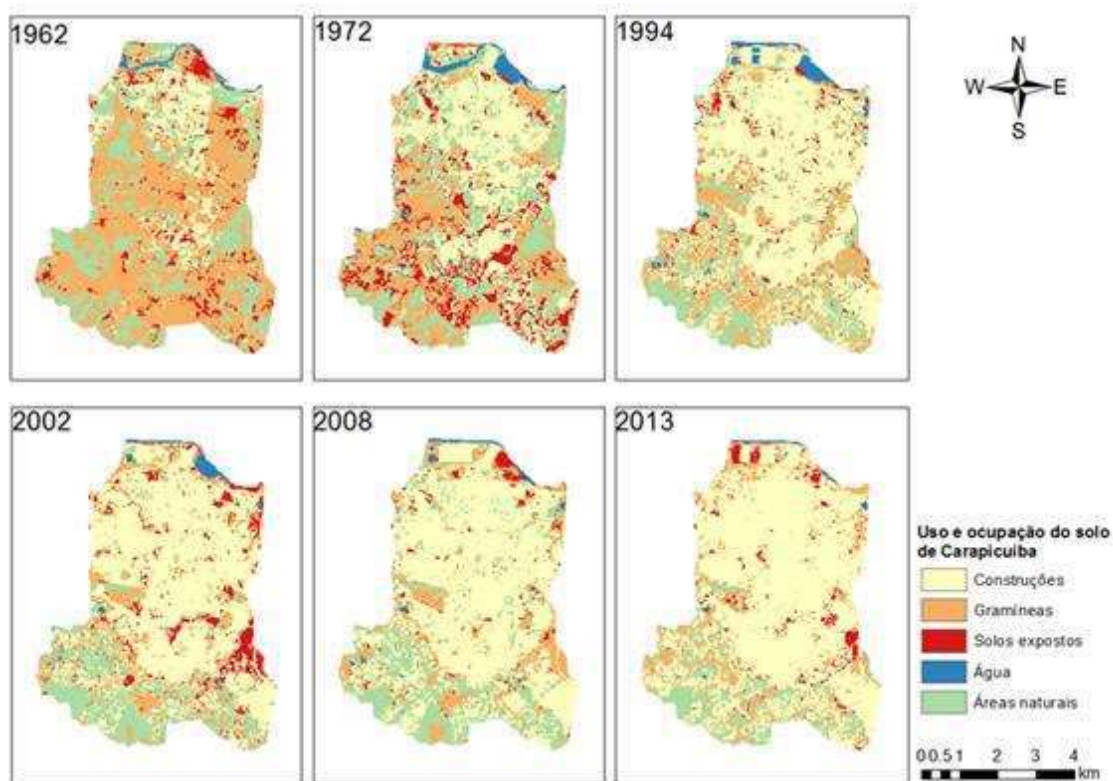 1962
1972
1994
N
W E
S
2002
2008
2013
Uso e ocupação do solo
de Carapicuiba
Construções
Gramíneas
Solos expostos
Água
Áreas naturais
0 0.5 1 2 3 4
km